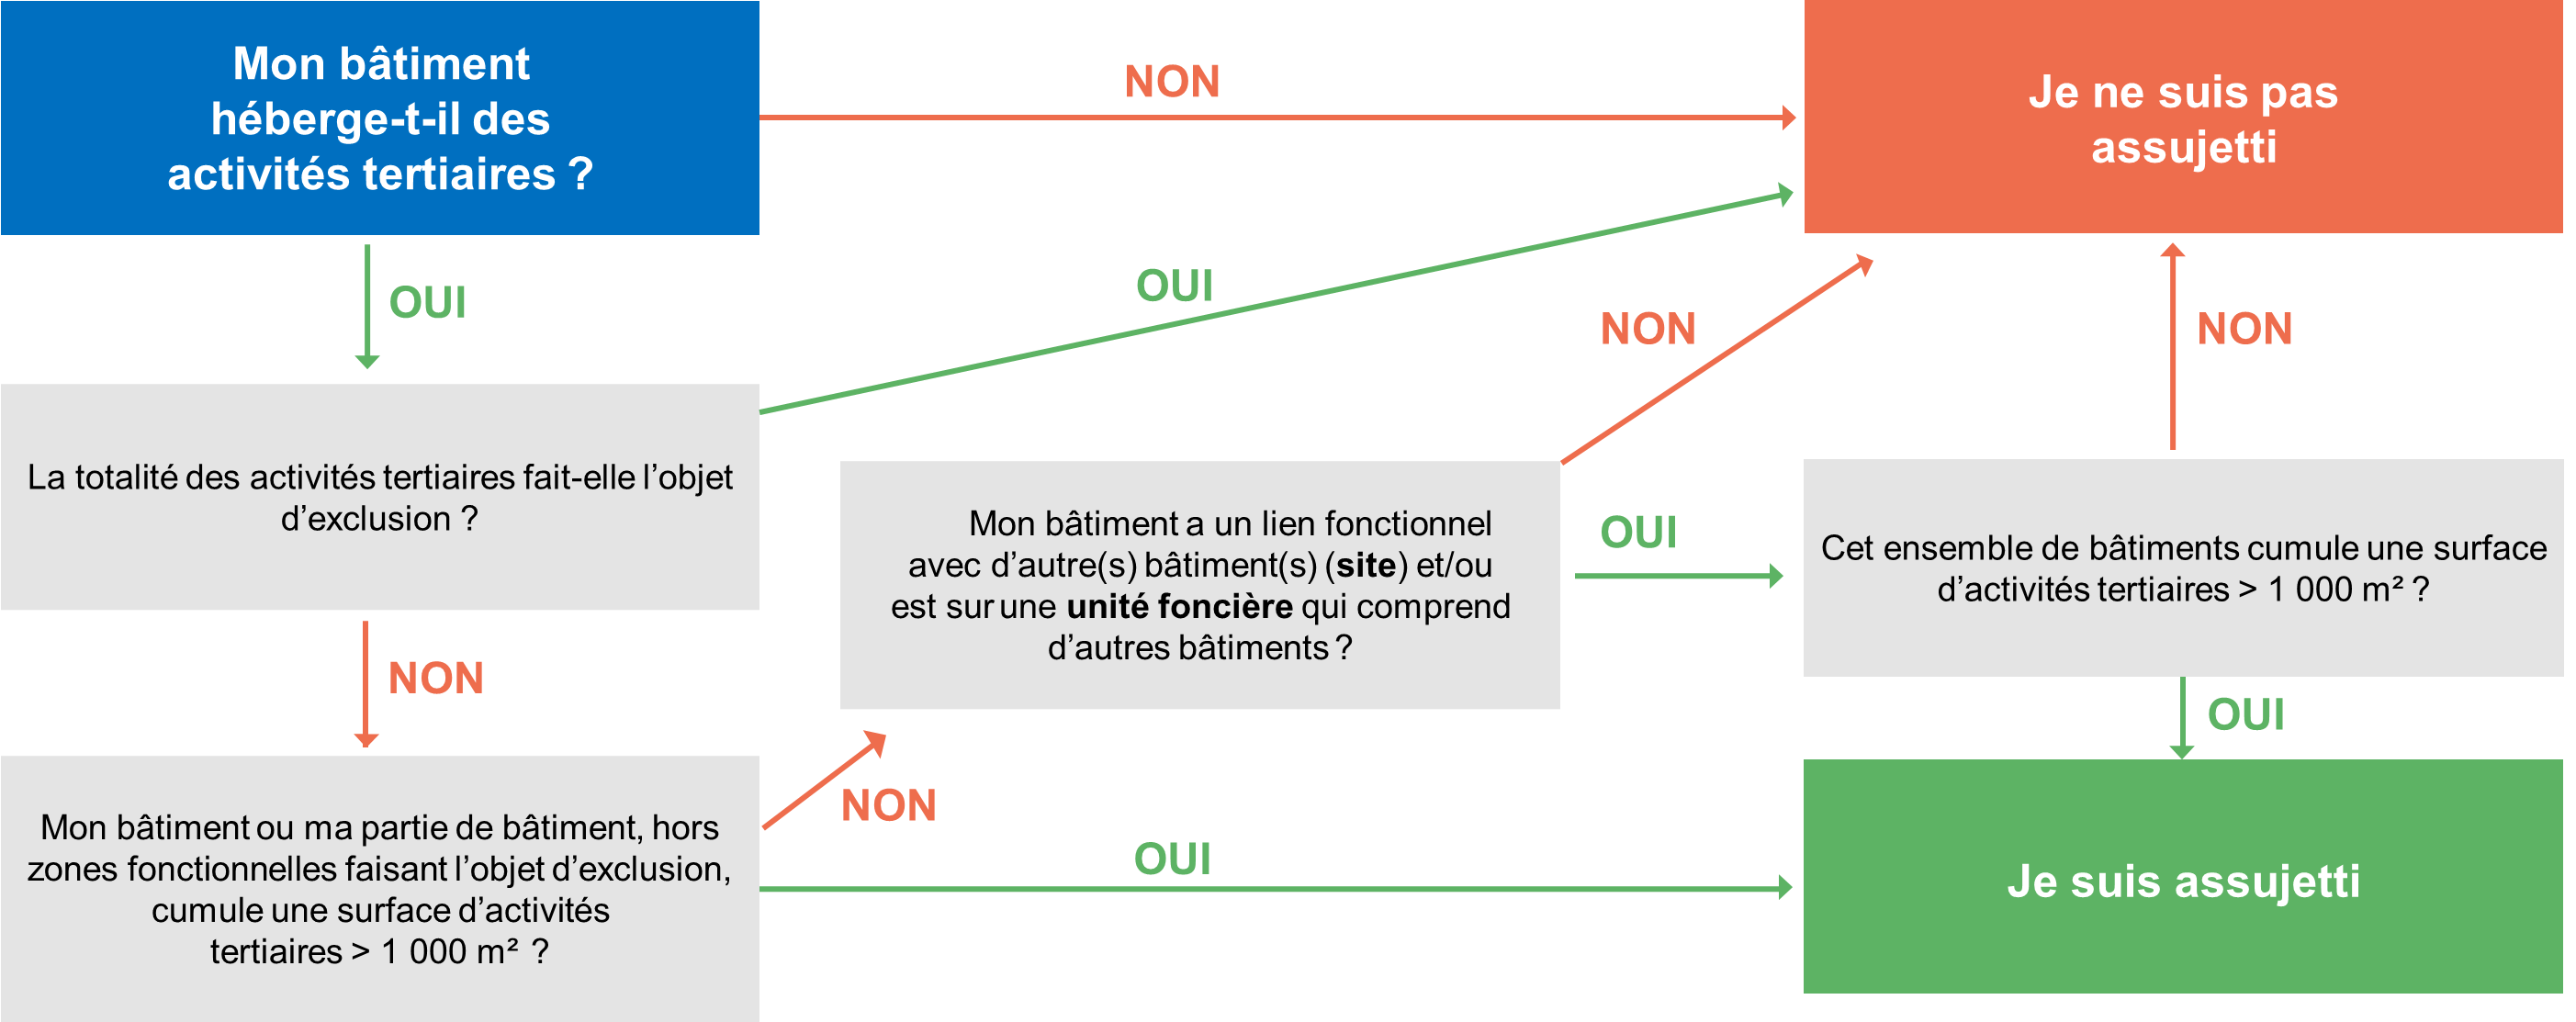 Mon bâtiment
héberge-t-il des
activités tertiaires ?
NON
Je ne suis pas
assujetti
OUI
OUI
NON
NON
La totalité des activités tertiaires fait-elle l’objet
d’exclusion ?
Mon bâtiment a un lien fonctionnel
avec d’autre(s) bâtiment(s) (site) et/ou
est sur une unité foncière qui comprend
d’autres bâtiments ?
OUI
Cet ensemble de bâtiments cumule une surface
d’activités tertiaires > 1 000 m² ?
NON
OUI
Mon bâtiment ou ma partie de bâtiment, hors
zones fonctionnelles faisant l’objet d’exclusion,
cumule une surface d’activités
tertiaires > 1 000 m² ?
NON
OUI
Je suis assujetti